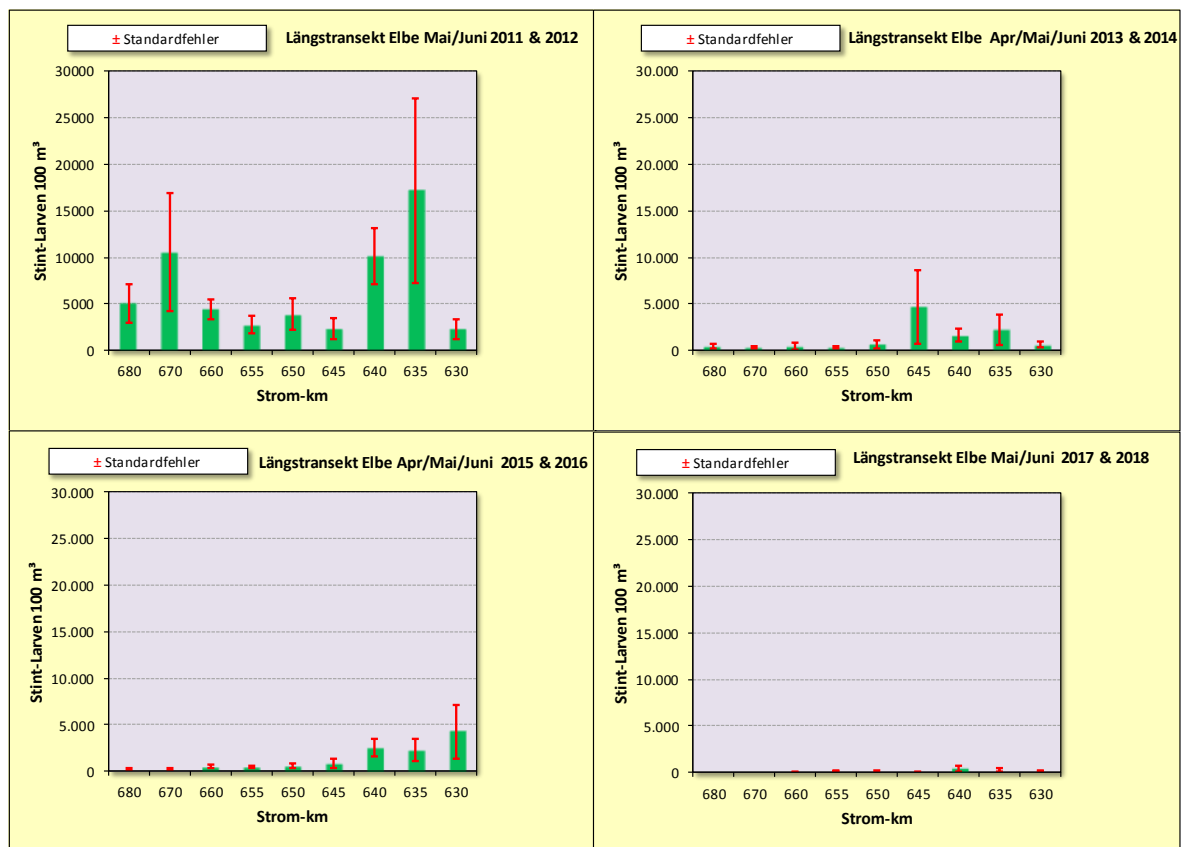 ± Standardfehler
Längstransekt Elbe Mai/Juni 2011 & 2012
30000
25000
20000
15000
10000
5000
0
Stint-Larven 100 m³
680 670 660 655 650 645 640 635 630
Strom-km
± Standardfehler
Längstransekt Elbe Apr/Mai/Juni 2013 & 2014
30.000
25.000
20.000
15.000
10.000
5.000
0
Stint-Larven 100 m³
680 670 660 655 650 645 640 635 630
Strom-km
± Standardfehler
Längstransekt Elbe Apr/Mai/Juni 2015 & 2016
30.000
25.000
20.000
15.000
10.000
5.000
0
Stint-Larven 100 m³
680 670 660 655 650 645 640 635 630
Strom-km
± Standardfehler
Längstransekt Elbe Mai/Juni 2017 & 2018
30.000
25.000
20.000
15.000
10.000
5.000
0
Stint-Larven 100 m³
680 670 660 655 650 645 640 635 630
Strom-km